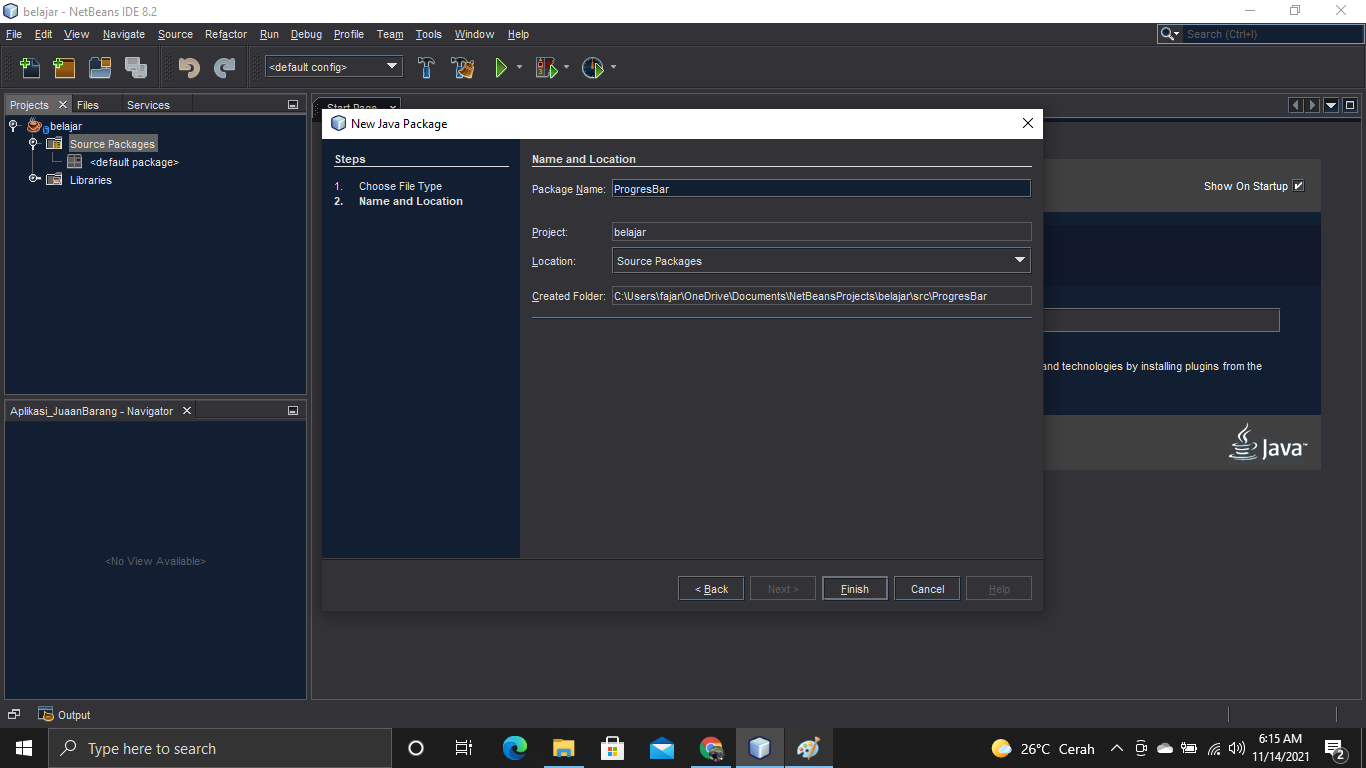 belajar - NetBeans IDE 8.2
File Edit View Navigate Source Refactor Run Debug Profile Team Tools Window Help
Search (Ctrl+I)
<default config>
Projects Files Services
belajar
Source Packages
<default package>
Libraries
Aplikasi_JuaanBarang - Navigator
<No View Available>
Start Page
Show On Startup
and technologies by installing plugins from the
Java™
New Java Package
Steps
1. Choose File Type
2. Name and Location
Name and Location
Package Name: ProgresBar
Project: belajar
Location: Source Packages
Created Folder: C:\Users\fajar\OneDrive\Documents\NetBeansProjects\belajar\src\ProgresBar
< Back Next > Finish Cancel Help
Output
Type here to search
26°C Cerah
6:15 AM
11/14/2021
2